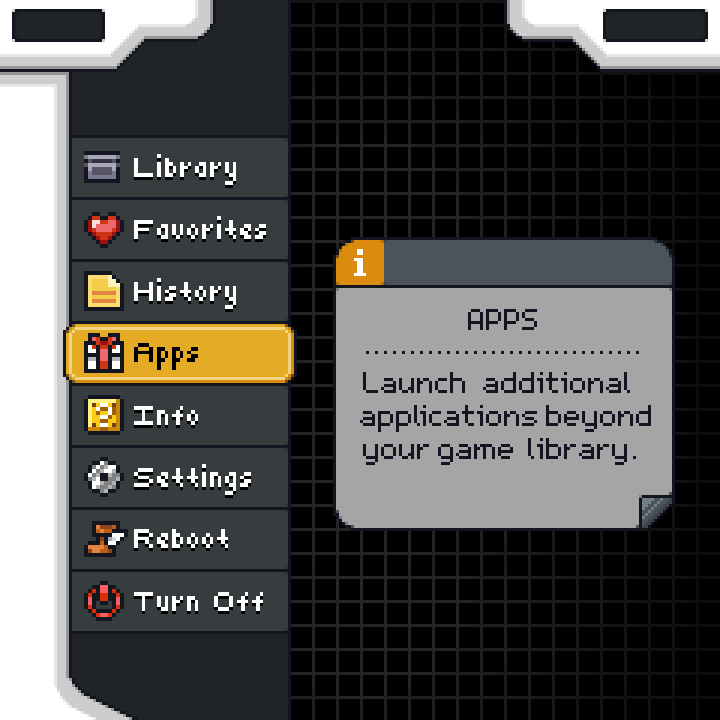 Library
Favorites
History
Apps
Info
Settings
Reboot
Turn Off
i
APPS
Launch additional
applications beyond
your game library.